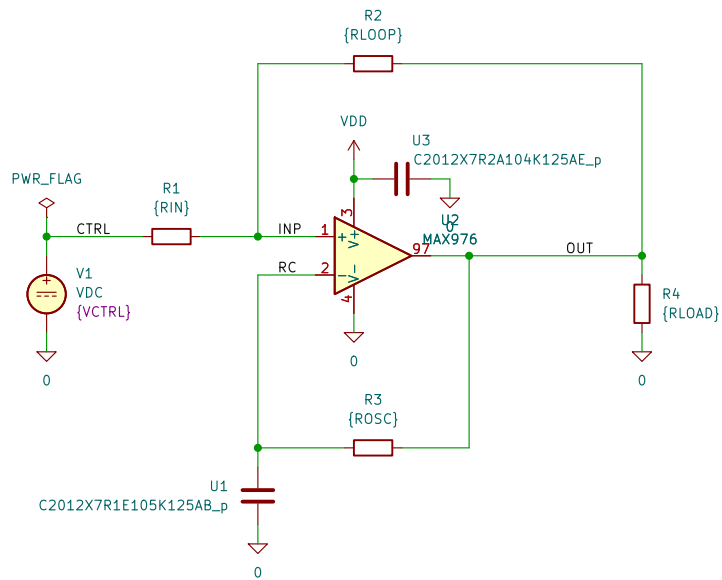 R2
{RLOOP}
VDD
U3
C2012X7R2A104K125AE_p
PWR_FLAG
R1
{RIN}
3
0
U2
MAX976
CTRL
INP
1
+
V+
97
OUT
RC
2
-
V-
4
V1
VDC
{VCTRL}
R4
{RLOAD}
0
0
0
R3
{ROSC}
U1
C2012X7R1E105K125AB_p
0